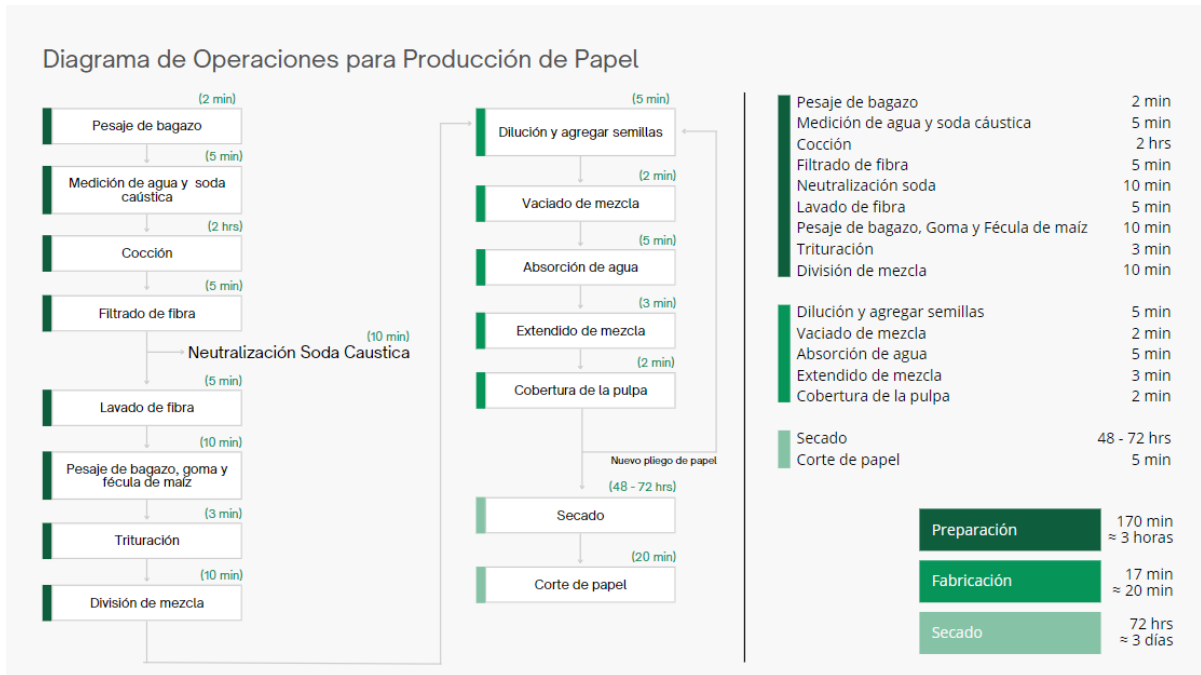 Diagrama de Operaciones para Producción de Papel
(2 min)
Pesaje de bagazo
(5 min)
Medición de agua y soda
caústica
(2 hrs)
Cocción
(5 min)
Filtrado de fibra
(10 min)
Neutralización Soda Caustica
(5 min)
Lavado de fibra
(10 min)
Pesaje de bagazo, goma y
fécula de maíz
(3 min)
Trituración
(10 min)
División de mezcla
(5 min)
Dilución y agregar semillas
(2 min)
Vaciado de mezcla
(5 min)
Absorción de agua
(3 min)
Extendido de mezcla
(2 min)
Cobertura de la pulpa
Nuevo pliego de papel
(48 - 72 hrs)
Secado
(20 min)
Corte de papel
Pesaje de bagazo 2 min
Medición de agua y soda cáustica 5 min
Cocción 2 hrs
Filtrado de fibra 5 min
Neutralización soda 10 min
Lavado de fibra 5 min
Pesaje de bagazo, Goma y Fécula de maíz 10 min
Trituración 3 min
División de mezcla 10 min
Dilución y agregar semillas 5 min
Vaciado de mezcla 2 min
Absorción de agua 5 min
Extendido de mezcla 3 min
Cobertura de la pulpa 2 min
Secado 48 - 72 hrs
Corte de papel 5 min
Preparación 170 min
≈ 3 horas
Fabricación 17 min
≈ 20 min
Secado 72 hrs
≈ 3 días